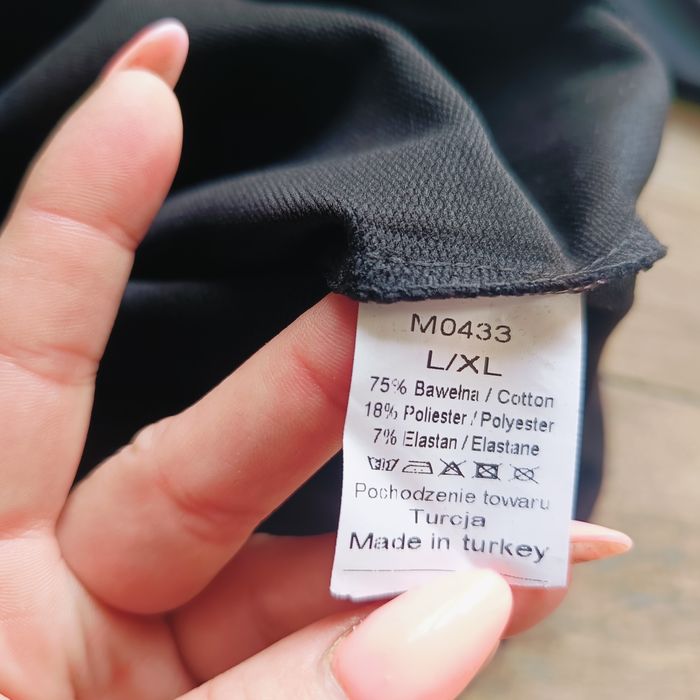 M0433
L/XL
75% Bawełna / Cotton
18% Poliester / Polyester
7% Elastan / Elastane
Pochodzenie towaru
Turcja
Made in turkey